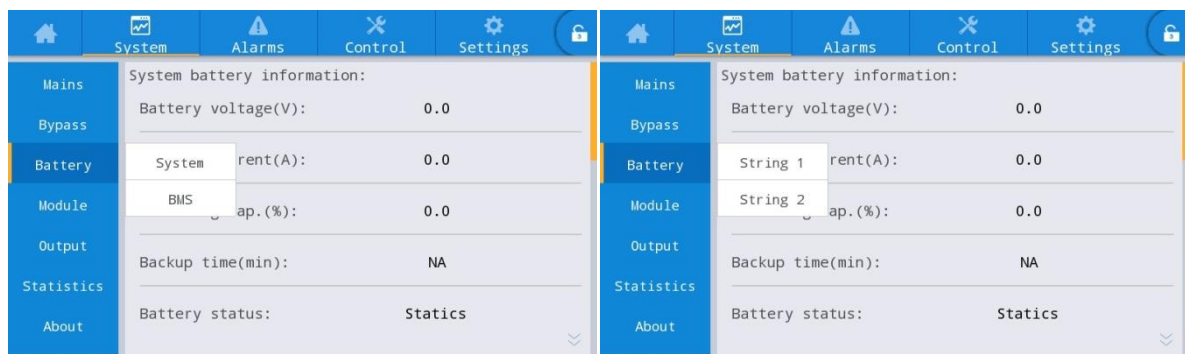 System Alarms Control Settings 3
Mains
Bypass
Battery
Module
Output
Statistics
About
System battery information:
Battery voltage(V): 0.0
System
BMS
rent(A): 0.0
ap.(%): 0.0
Backup time(min): NA
Battery status: Statics
System Alarms Control Settings 3
Mains
Bypass
Battery
Module
Output
Statistics
About
System battery information:
Battery voltage(V): 0.0
String 1
String 2
rent(A): 0.0
ap.(%): 0.0
Backup time(min): NA
Battery status: Statics